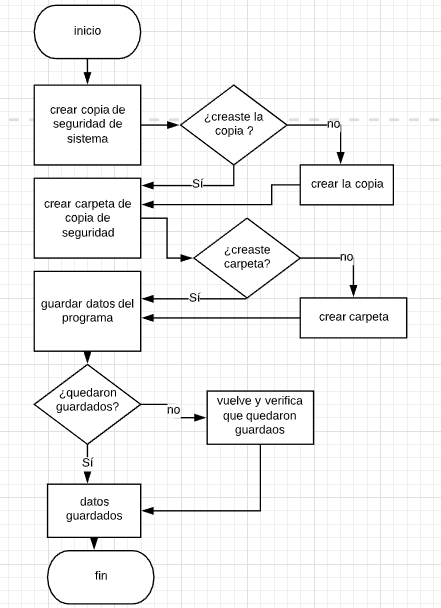 inicio
crear copia de
seguridad de
sistema
¿creaste la
copia ?
no
crear la copia
Sí
crear carpeta de
copia de
seguridad
¿creaste
carpeta?
no
crear carpeta
Sí
guardar datos del
programa
¿quedaron
guardados?
no
vuelve y verifica
que quedaron
guardaos
Sí
datos
guardados
fin